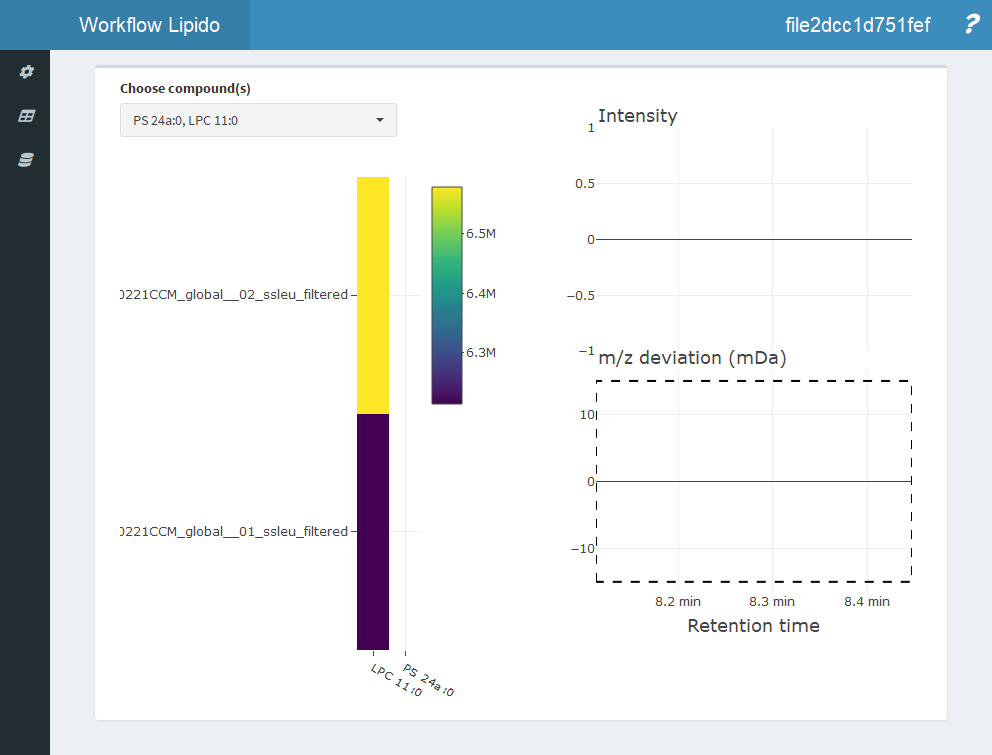 Workflow Lipido
file2dcc1d751fef
?
Choose compound(s)
PS 24a:0, LPC 11:0
0221CCM_global__02_ssleu_filtered
0221CCM_global__01_ssleu_filtered
LPC 11:0
PS 24a:0
6.5M
6.4M
6.3M
Intensity
1
0.5
0
−0.5
−1
m/z deviation (mDa)
10
0
−10
8.2 min 8.3 min 8.4 min
Retention time